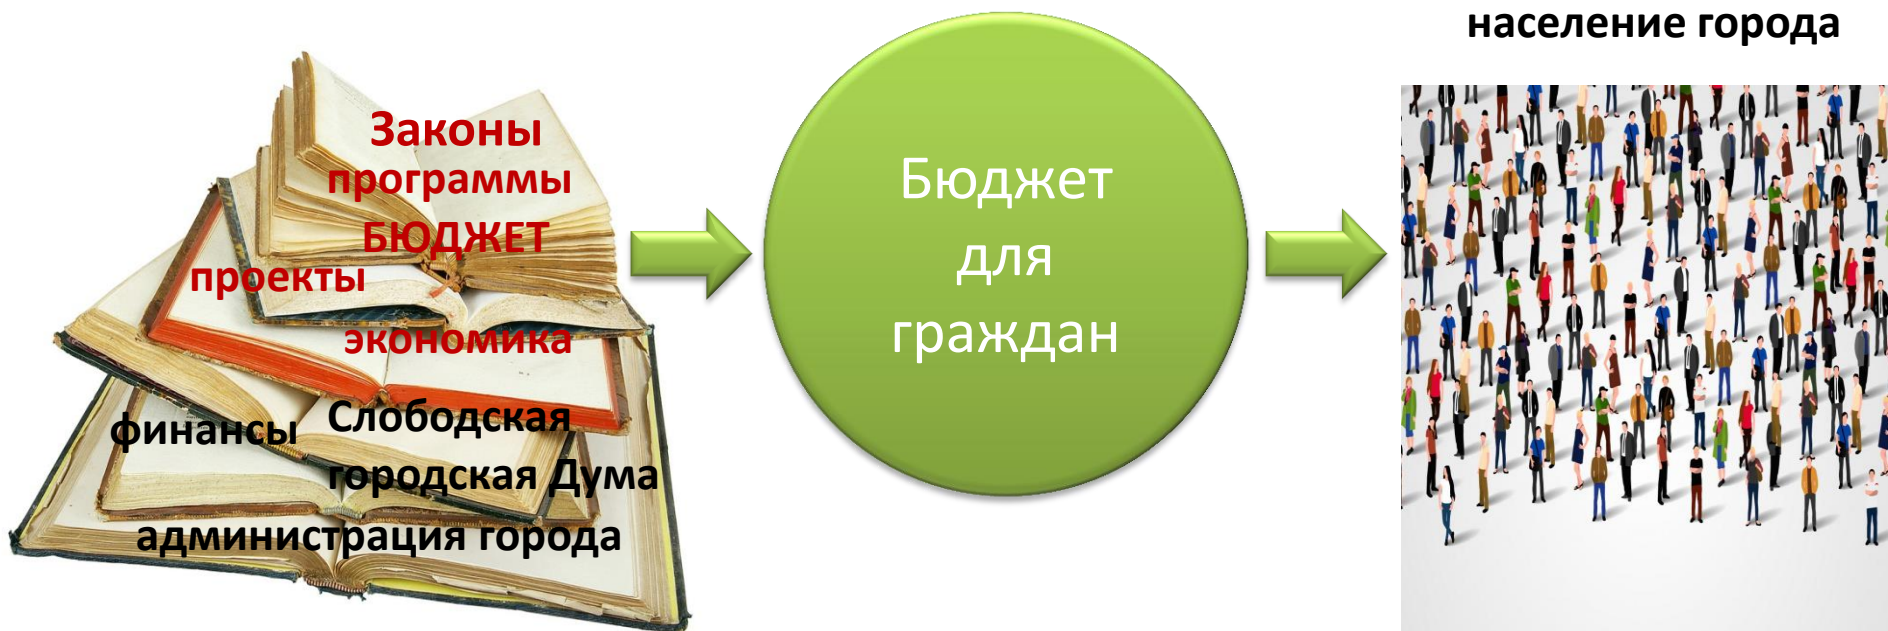 Законы
программы
БЮДЖЕТ
проекты
экономика
финансы
Слободская
городская Дума
администрация города
Бюджет
для
граждан
население города